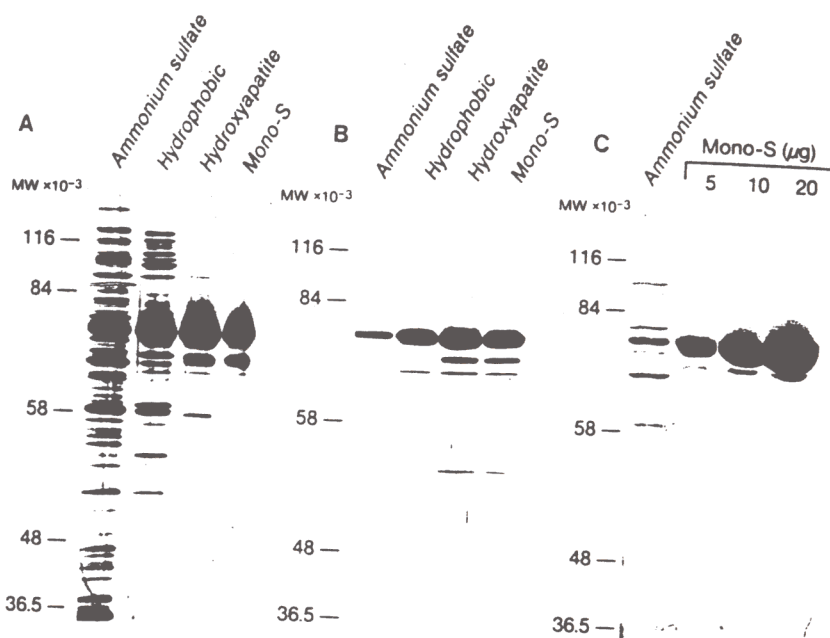 A
Ammonium sulfate
Hydrophobic
Hydroxyapatite
Mono-S
MW ×10⁻³
116
84
58
48
36.5
B
Ammonium sulfate
Hydrophobic
Hydroxyapatite
Mono-S
MW ×10⁻³
116
84
58
48
36.5
C
Ammonium sulfate
Mono-S (μg)
5 10 20
MW ×10⁻³
116
84
58
48
36.5